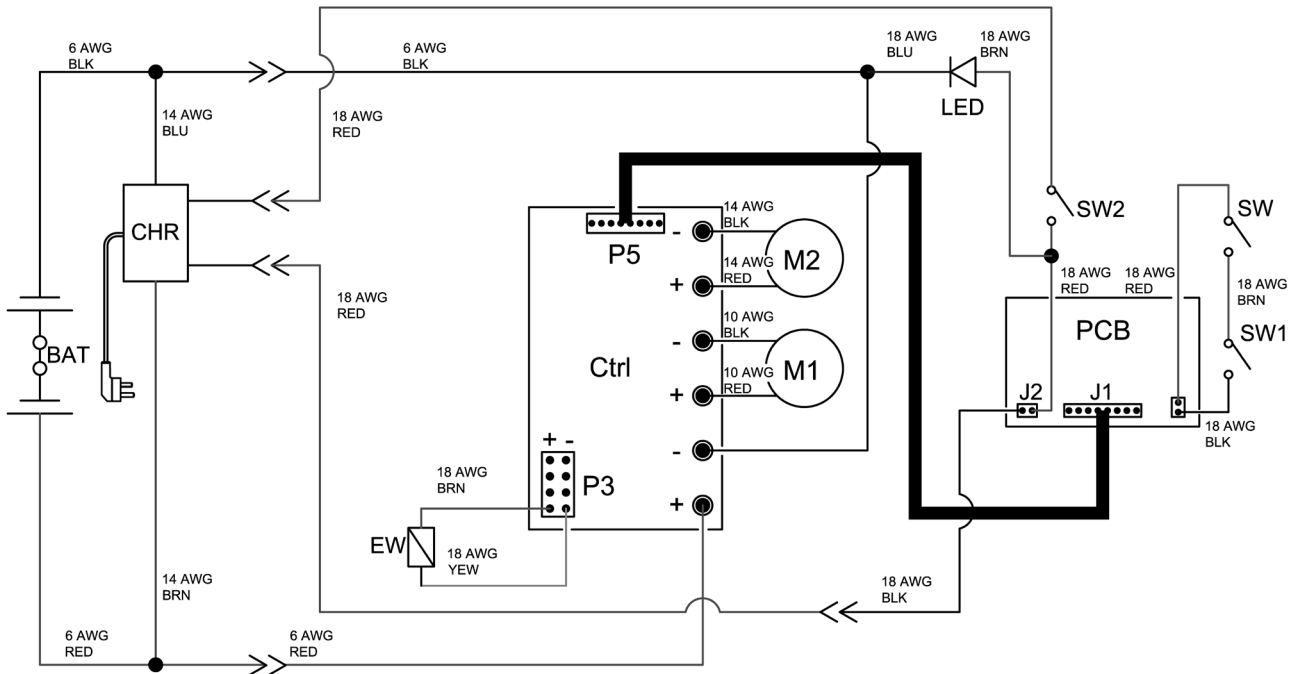 6 AWG
BLK
6 AWG
BLK
18 AWG
BLU
18 AWG
BRN
LED
14 AWG
BLU
18 AWG
RED
CHR
P5
14 AWG
BLK
M2
14 AWG
RED
SW2
SW
18 AWG
RED
18 AWG
RED
18 AWG
BRN
18 AWG
RED
10 AWG
BLK
PCB
SW1
BAT
Ctrl
M1
10 AWG
RED
J2
J1
18 AWG
BLK
-
+
-
+
-
+
+ -
P3
18 AWG
BRN
EW
18 AWG
YEW
14 AWG
BRN
18 AWG
BLK
6 AWG
RED
6 AWG
RED